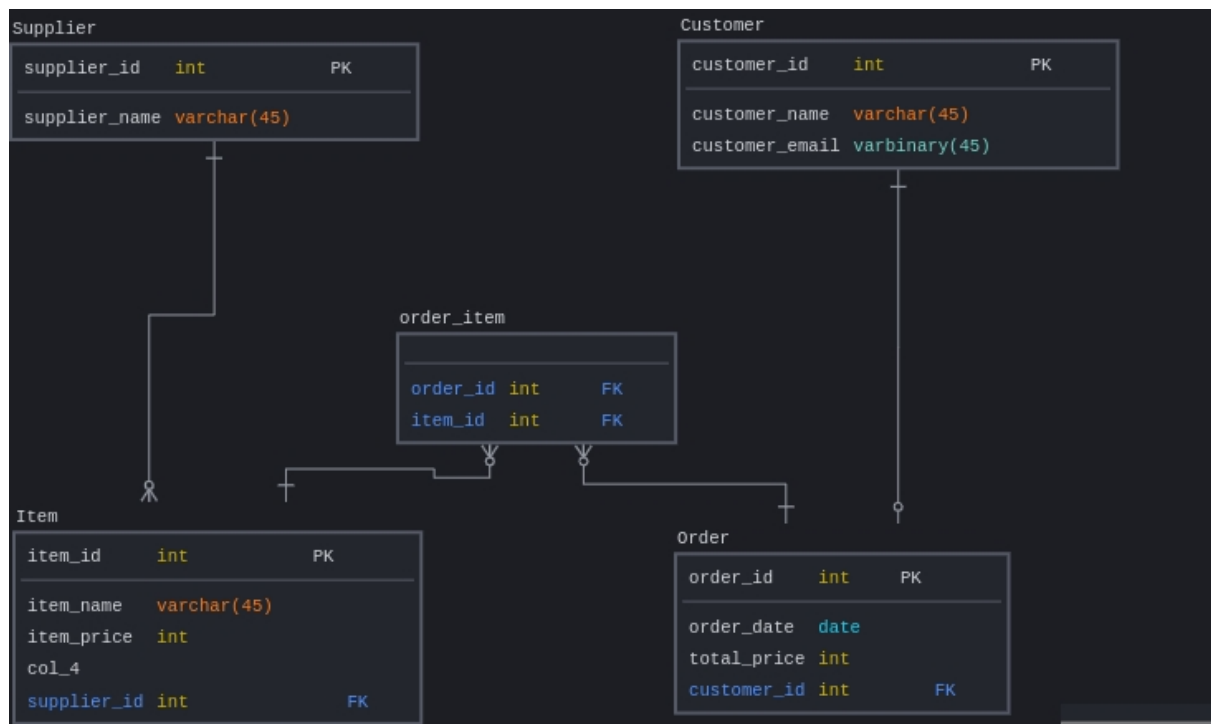 Supplier
supplier_id int PK
supplier_name varchar(45)
Customer
customer_id int PK
customer_name varchar(45)
customer_email varbinary(45)
order_item
order_id int FK
item_id int FK
Item
item_id int PK
item_name varchar(45)
item_price int
col_4
supplier_id int FK
Order
order_id int PK
order_date date
total_price int
customer_id int FK